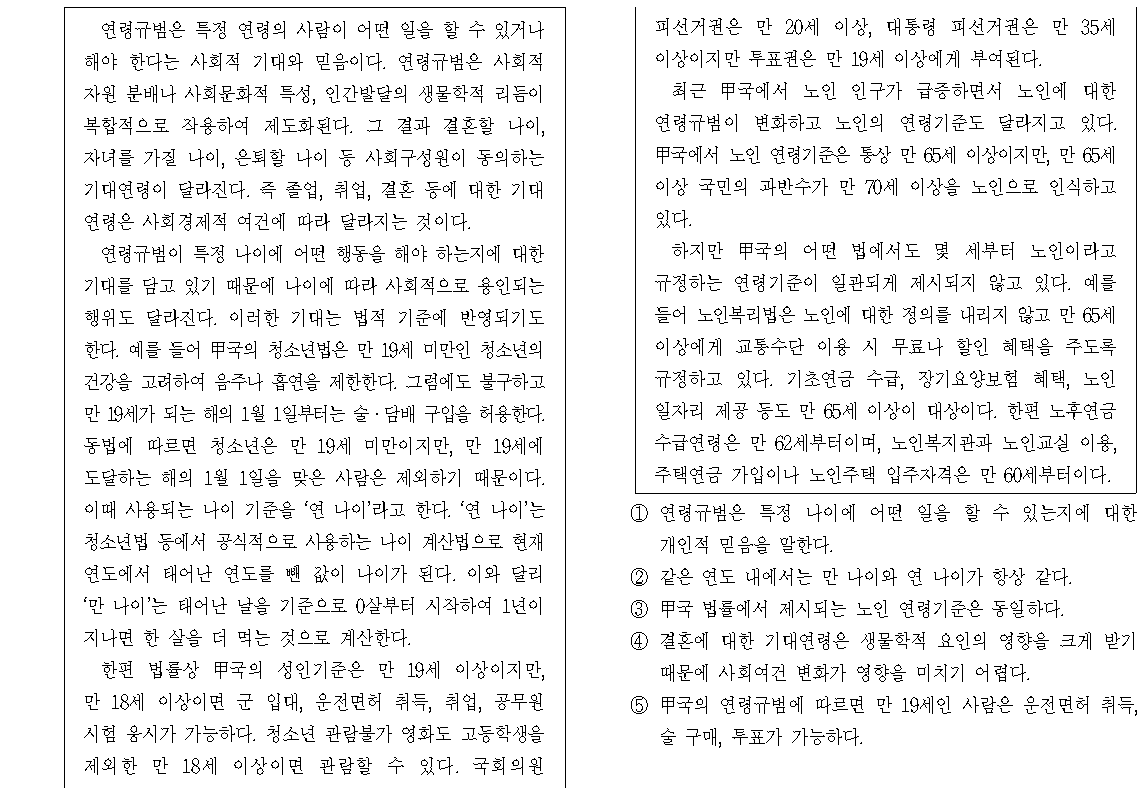 연령규범은 특정 연령의 사람이 어떤 일을 할 수 있거나
해야 한다는 사회적 기대와 믿음이다. 연령규범은 사회적
자원 분배나 사회문화적 특성, 인간발달의 생물학적 리듬이
복합적으로 작용하여 제도화된다. 그 결과 결혼할 나이,
자녀를 가질 나이, 은퇴할 나이 등 사회구성원이 동의하는
기대연령이 달라진다. 즉 졸업, 취업, 결혼 등에 대한 기대
연령은 사회경제적 여건에 따라 달라지는 것이다.
연령규범이 특정 나이에 어떤 행동을 해야 하는지에 대한
기대를 담고 있기 때문에 나이에 따라 사회적으로 용인되는
행위도 달라진다. 이러한 기대는 법적 기준에 반영되기도
한다. 예를 들어 甲국의 청소년법은 만 19세 미만인 청소년의
건강을 고려하여 음주나 흡연을 제한한다. 그럼에도 불구하고
만 19세가 되는 해의 1월 1일부터는 술·담배 구입을 허용한다.
동법에 따르면 청소년은 만 19세 미만이지만, 만 19세에
도달하는 해의 1월 1일을 맞은 사람은 제외하기 때문이다.
이때 사용되는 나이 기준을 ‘연 나이’라고 한다. ‘연 나이’는
청소년법 등에서 공식적으로 사용하는 나이 계산법으로 현재
연도에서 태어난 연도를 뺀 값이 나이가 된다. 이와 달리
‘만 나이’는 태어난 날을 기준으로 0살부터 시작하여 1년이
지나면 한 살을 더 먹는 것으로 계산한다.
한편 법률상 甲국의 성인기준은 만 19세 이상이지만,
만 18세 이상이면 군 입대, 운전면허 취득, 취업, 공무원
시험 응시가 가능하다. 청소년 관람불가 영화도 고등학생을
제외한 만 18세 이상이면 관람할 수 있다. 국회의원
피선거권은 만 20세 이상, 대통령 피선거권은 만 35세
이상이지만 투표권은 만 19세 이상에게 부여된다.
최근 甲국에서 노인 인구가 급증하면서 노인에 대한
연령규범이 변화하고 노인의 연령기준도 달라지고 있다.
甲국에서 노인 연령기준은 통상 만 65세 이상이지만, 만 65세
이상 국민의 과반수가 만 70세 이상을 노인으로 인식하고
있다.
하지만 甲국의 어떤 법에서도 몇 세부터 노인이라고
규정하는 연령기준이 일관되게 제시되지 않고 있다. 예를
들어 노인복리법은 노인에 대한 정의를 내리지 않고 만 65세
이상에게 교통수단 이용 시 무료나 할인 혜택을 주도록
규정하고 있다. 기초연금 수급, 장기요양보험 혜택, 노인
일자리 제공 등도 만 65세 이상이 대상이다. 한편 노후연금
수급연령은 만 62세부터이며, 노인복지관과 노인교실 이용,
주택연금 가입이나 노인주택 입주자격은 만 60세부터이다.
① 연령규범은 특정 나이에 어떤 일을 할 수 있는지에 대한
개인적 믿음을 말한다.
② 같은 연도 내에서는 만 나이와 연 나이가 항상 같다.
③ 甲국 법률에서 제시되는 노인 연령기준은 동일하다.
④ 결혼에 대한 기대연령은 생물학적 요인의 영향을 크게 받기
때문에 사회여건 변화가 영향을 미치기 어렵다.
⑤ 甲국의 연령규범에 따르면 만 19세인 사람은 운전면허 취득,
술 구매, 투표가 가능하다.